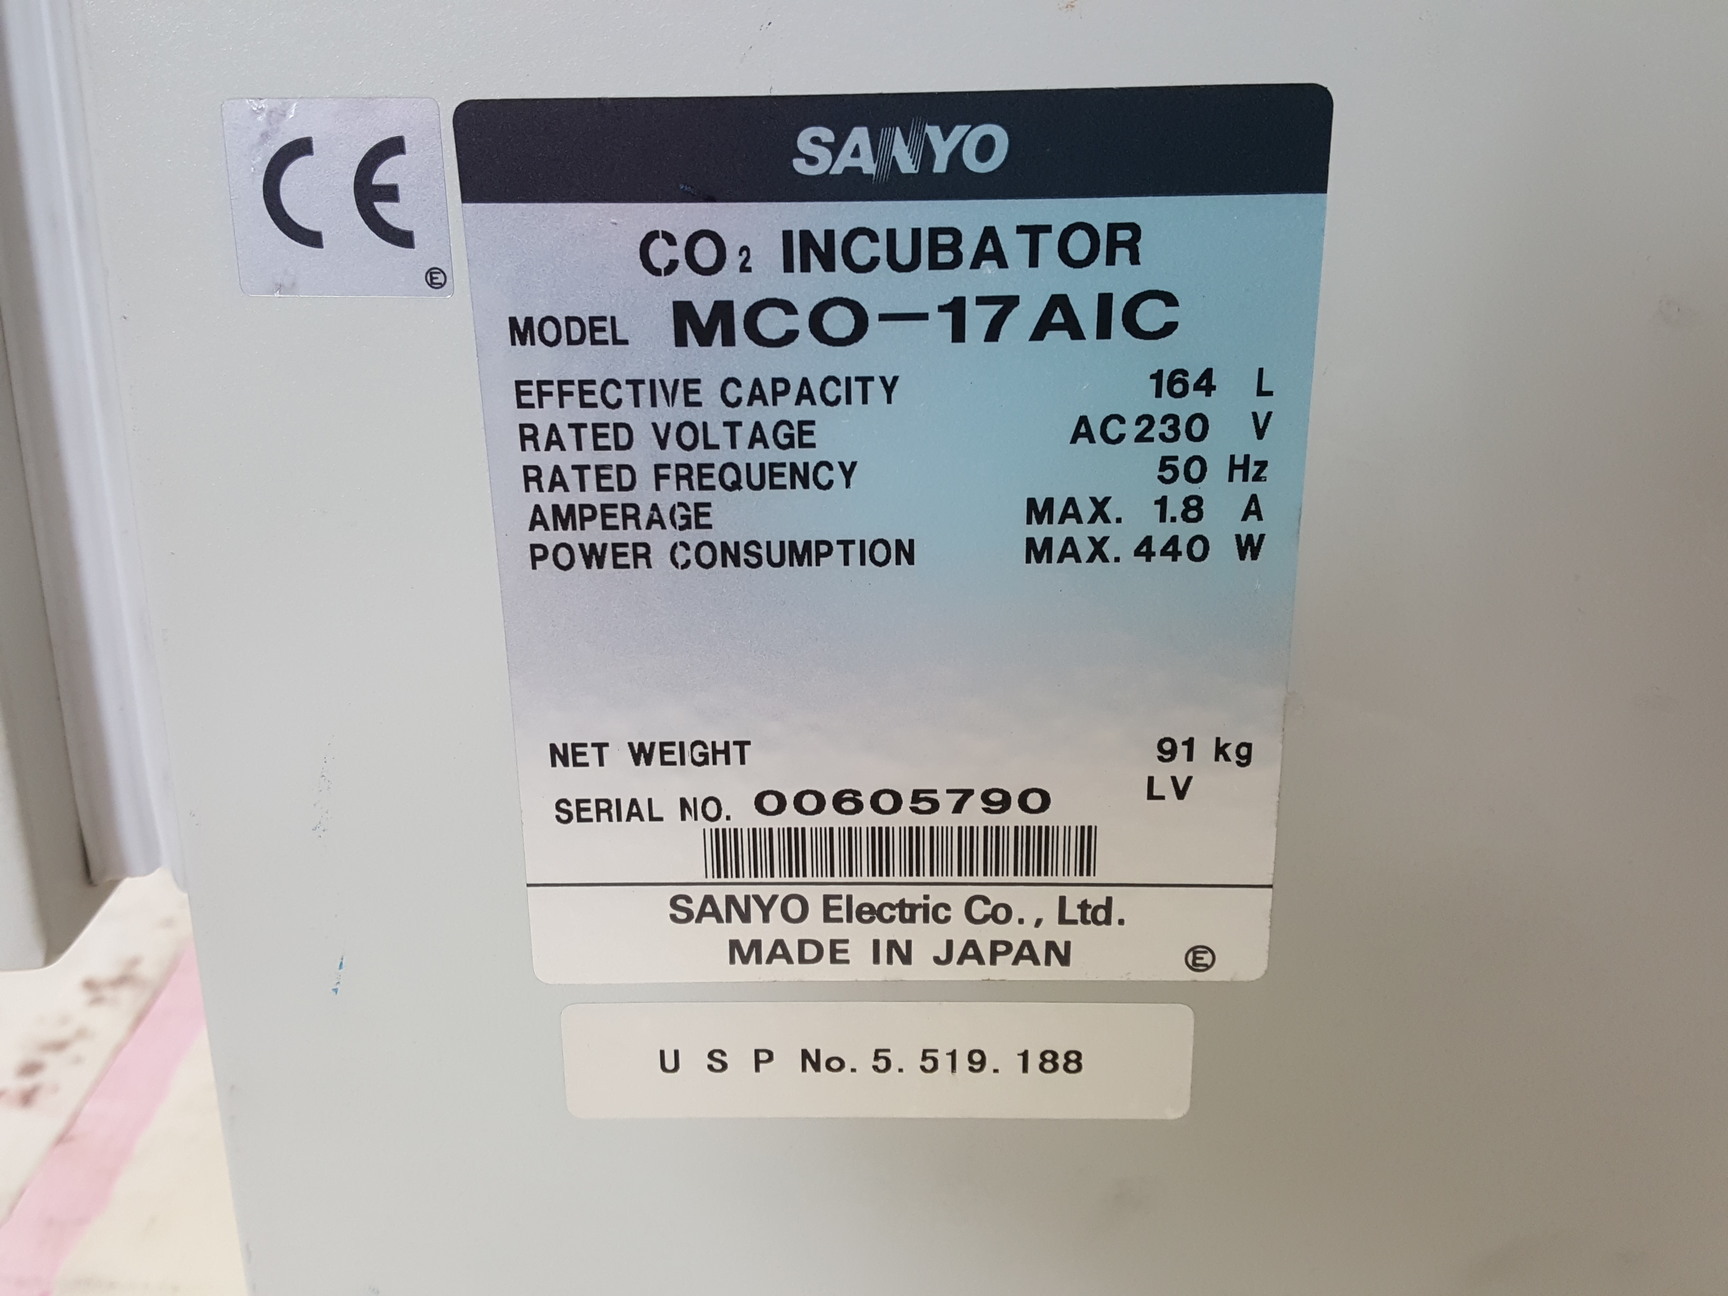 CE
E
SANYO
CO2 INCUBATOR
MODEL MCO-17AIC
EFFECTIVE CAPACITY 164 L
RATED VOLTAGE AC230 V
RATED FREQUENCY 50 Hz
AMPERAGE MAX. 1.8 A
POWER CONSUMPTION MAX. 440 W
NET WEIGHT 91 kg
LV
SERIAL NO. 00605790
SANYO Electric Co., Ltd.
MADE IN JAPAN E
U S P No. 5. 519. 188